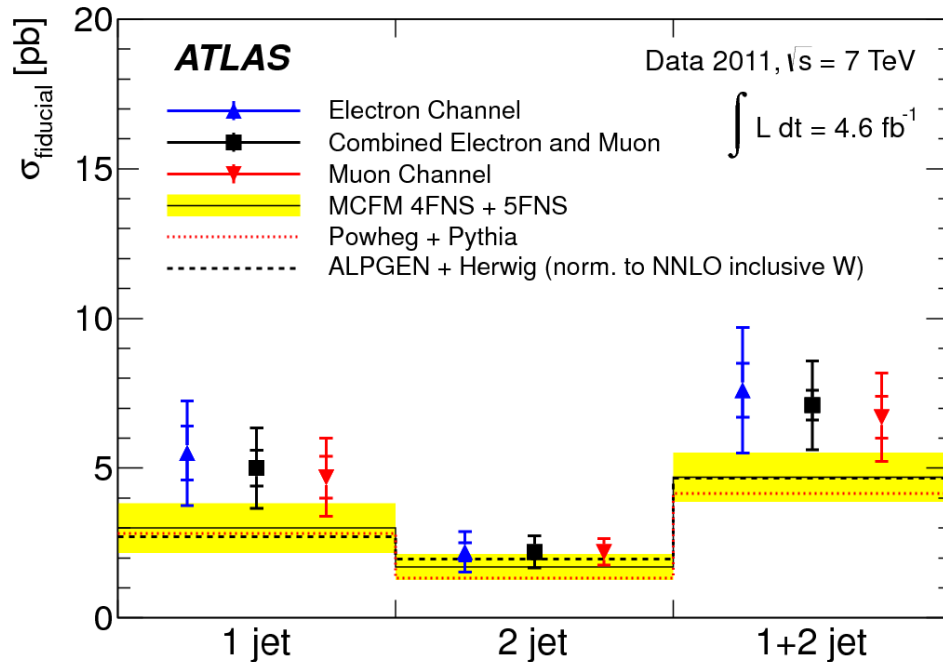 σfiducial [pb]
20
15
10
5
0
ATLAS
Data 2011, √s = 7 TeV
∫ L dt = 4.6 fb⁻¹
Electron Channel
Combined Electron and Muon
Muon Channel
MCFM 4FNS + 5FNS
Powheg + Pythia
ALPGEN + Herwig (norm. to NNLO inclusive W)
1 jet
2 jet
1+2 jet